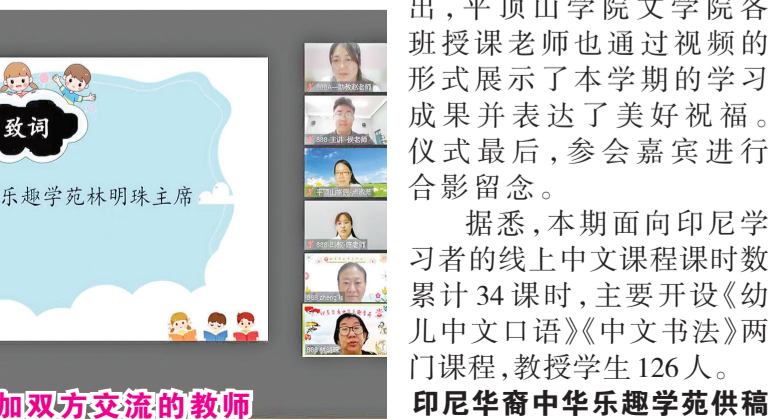 致词
乐趣学苑林明珠主席
888 zheng li
加双方交流的教师
出,平顶山学院文学院各
班授课老师也通过视频的
形式展示了本学期的学习
成果并表达了美好祝福。
仪式最后,参会嘉宾进行
合影留念。
据悉,本期面向印尼学
习者的线上中文课程课时数
累计34课时,主要开设《幼
儿中文口语》《中文书法》两
门课程,教授学生126人。
印尼华裔中华乐趣学苑供稿